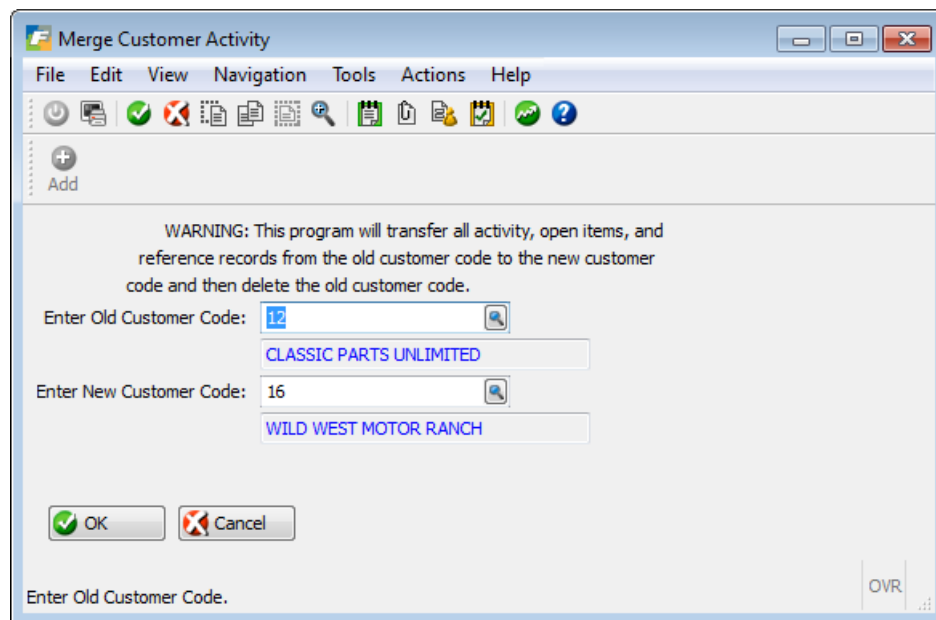 Merge Customer Activity
File Edit View Navigation Tools Actions Help
Add
WARNING: This program will transfer all activity, open items, and
reference records from the old customer code to the new customer
code and then delete the old customer code.
Enter Old Customer Code: 12
CLASSIC PARTS UNLIMITED
Enter New Customer Code: 16
WILD WEST MOTOR RANCH
OK Cancel
Enter Old Customer Code. OVR